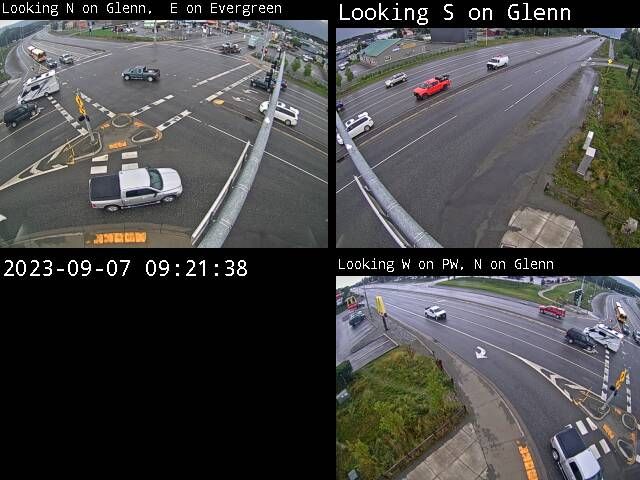 Looking N on Glenn,  E on Evergreen
Looking S on Glenn
2023-09-07 09:21:38
Looking W on PW, N on Glenn